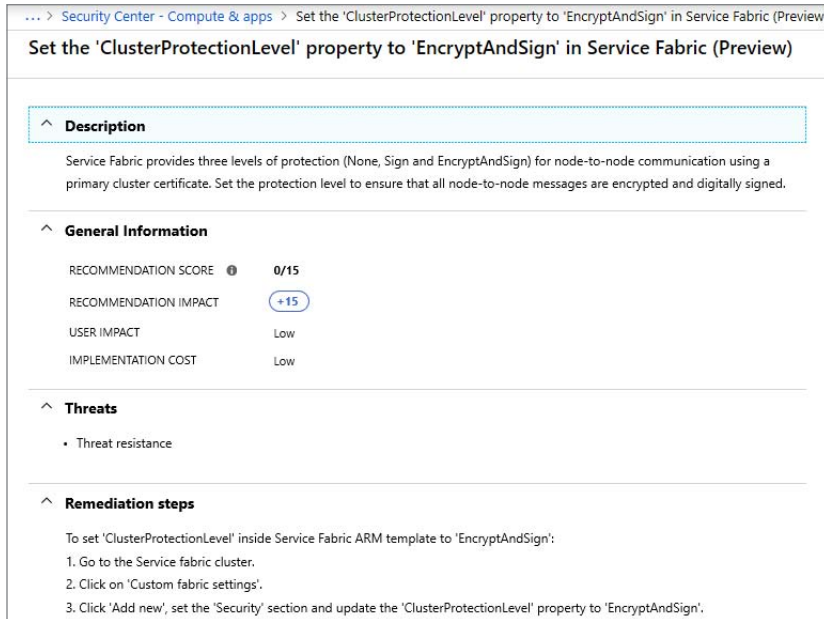 ... > Security Center - Compute & apps > Set the 'ClusterProtectionLevel' property to 'EncryptAndSign' in Service Fabric (Preview
Set the 'ClusterProtectionLevel' property to 'EncryptAndSign' in Service Fabric (Preview)
Description
Service Fabric provides three levels of protection (None, Sign and EncryptAndSign) for node-to-node communication using a
primary cluster certificate. Set the protection level to ensure that all node-to-node messages are encrypted and digitally signed.
General Information
RECOMMENDATION SCORE 0/15
RECOMMENDATION IMPACT +15
USER IMPACT Low
IMPLEMENTATION COST Low
Threats
• Threat resistance
Remediation steps
To set 'ClusterProtectionLevel' inside Service Fabric ARM template to 'EncryptAndSign':
1. Go to the Service fabric cluster.
2. Click on 'Custom fabric settings'.
3. Click 'Add new', set the 'Security' section and update the 'ClusterProtectionLevel' property to 'EncryptAndSign'.